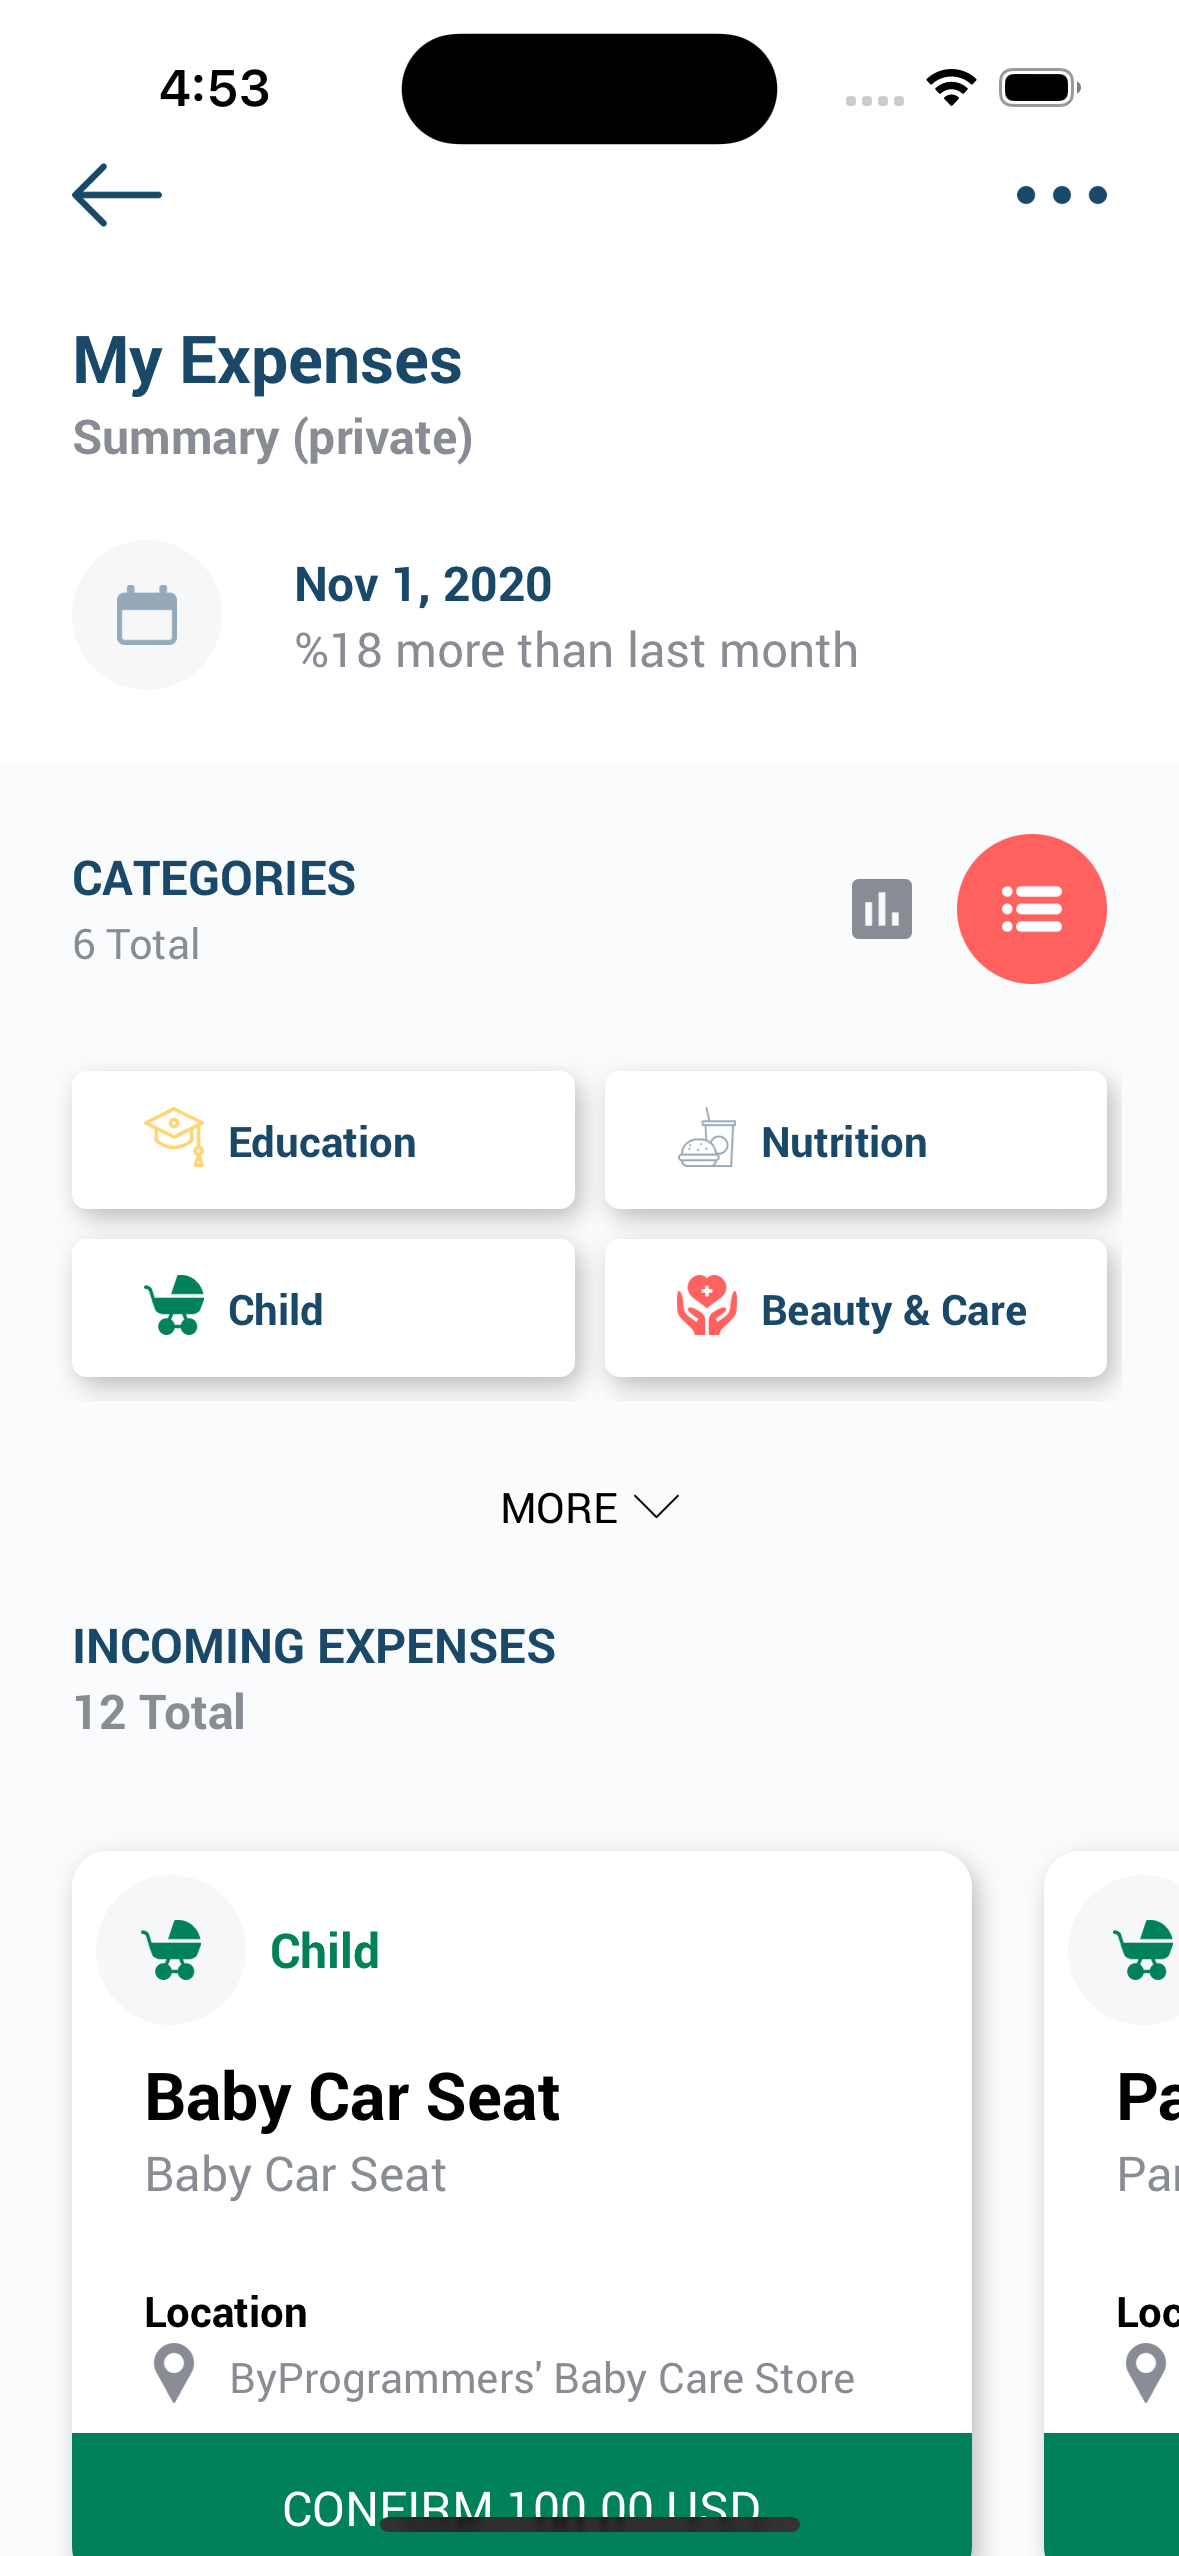 4:53
My Expenses
Summary (private)
Nov 1, 2020
%18 more than last month
CATEGORIES
6 Total
Education
Nutrition
Child
Beauty & Care
MORE
INCOMING EXPENSES
12 Total
Child
Baby Car Seat
Pa
Baby Car Seat
Par
Location
Loc
ByProgrammers' Baby Care Store
CONFIRM 100.00 USD